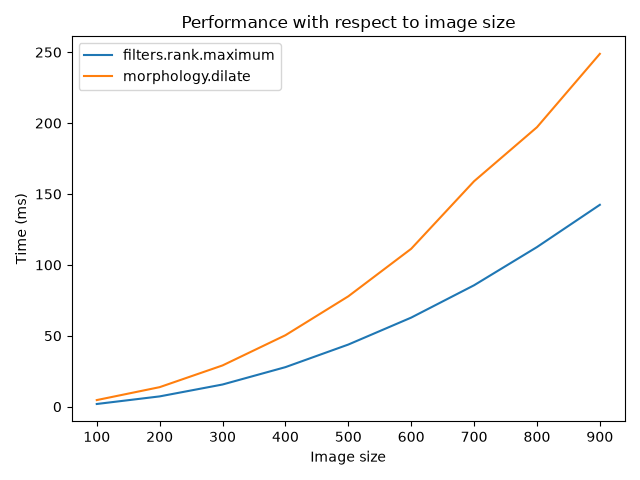 Performance with respect to image size
filters.rank.maximum
morphology.dilate
Time (ms)
250
200
150
100
50
0
100 200 300 400 500 600 700 800 900
Image size